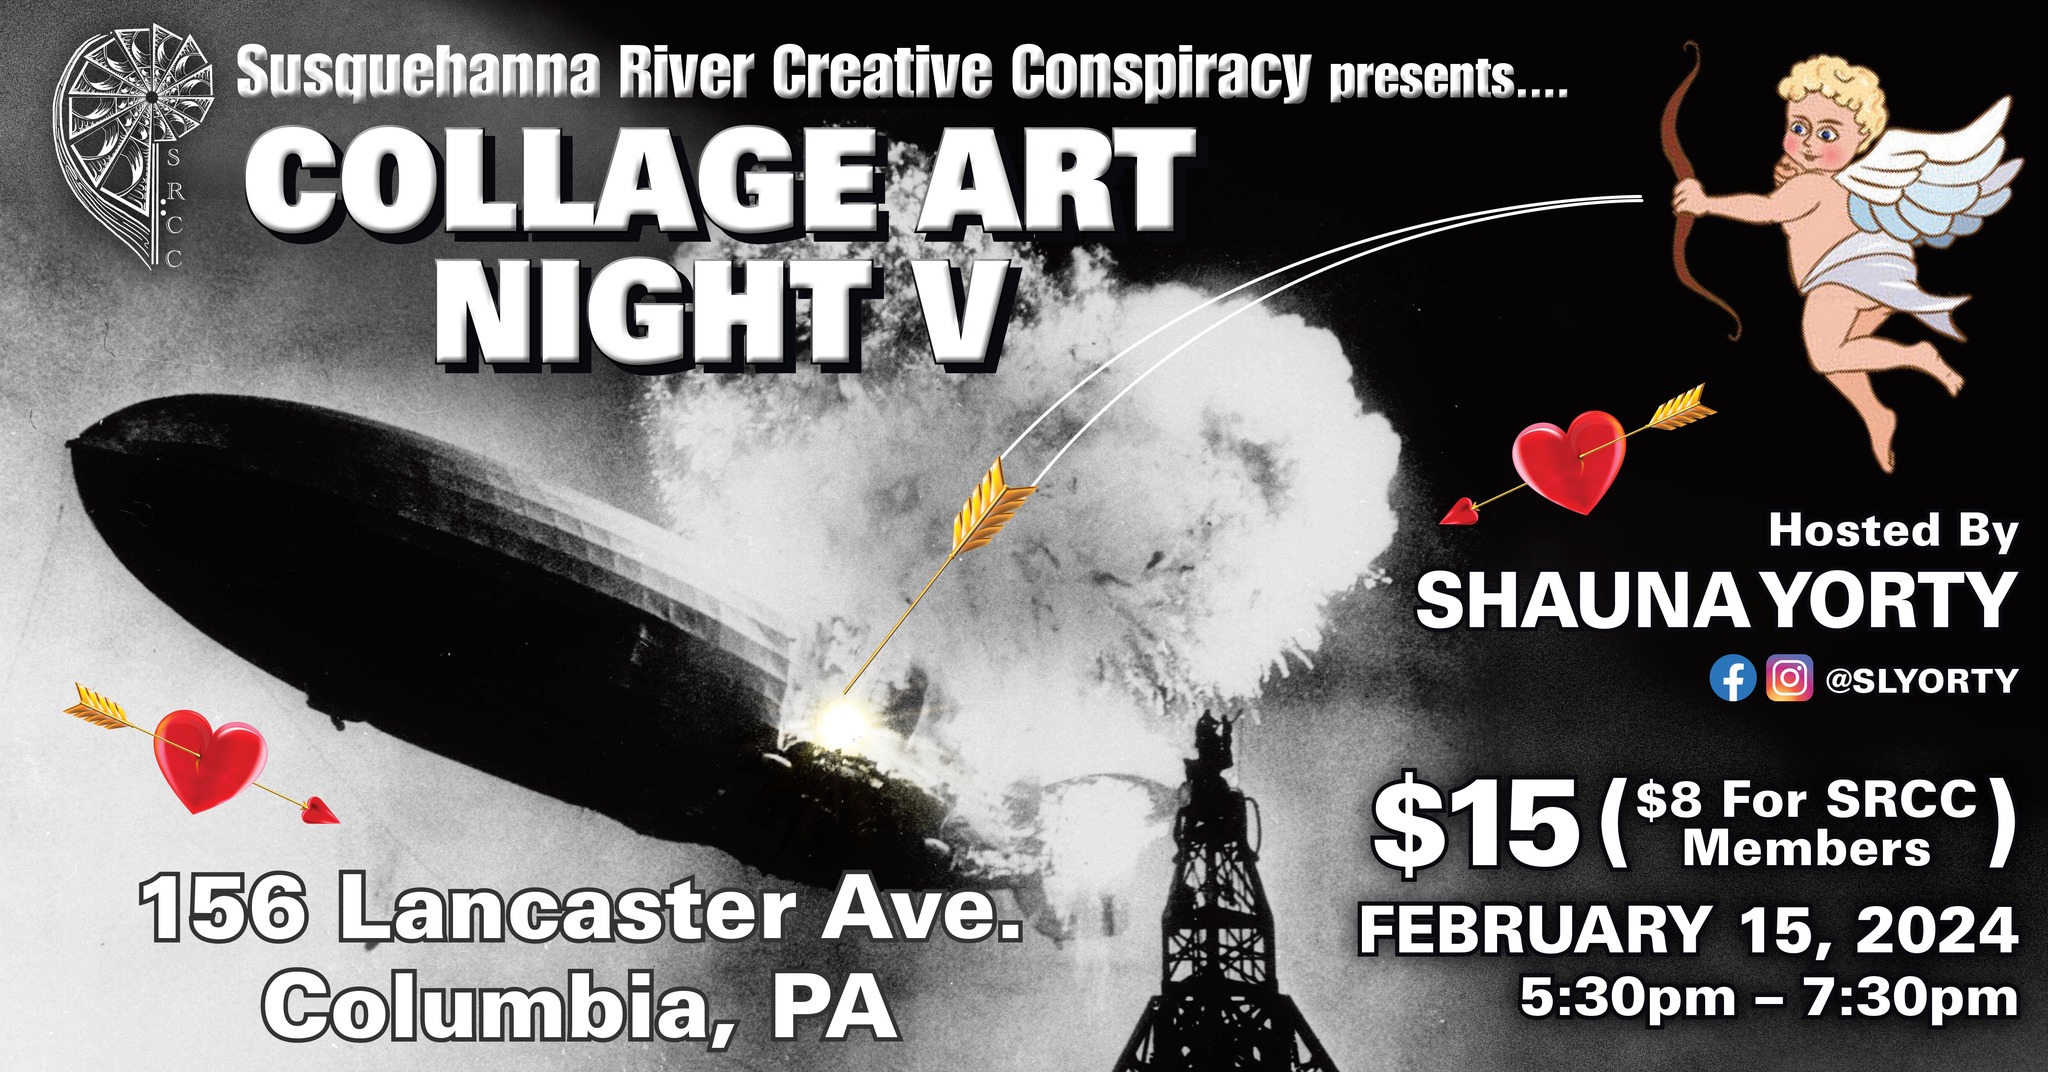 S
R
C
C
Susquehanna River Creative Conspiracy presents....
COLLAGE ART
NIGHT V
Hosted By
SHAUNA YORTY
@SLYORTY
$15 ($8 For SRCC
Members)
FEBRUARY 15, 2024
5:30pm – 7:30pm
156 Lancaster Ave.
Columbia, PA